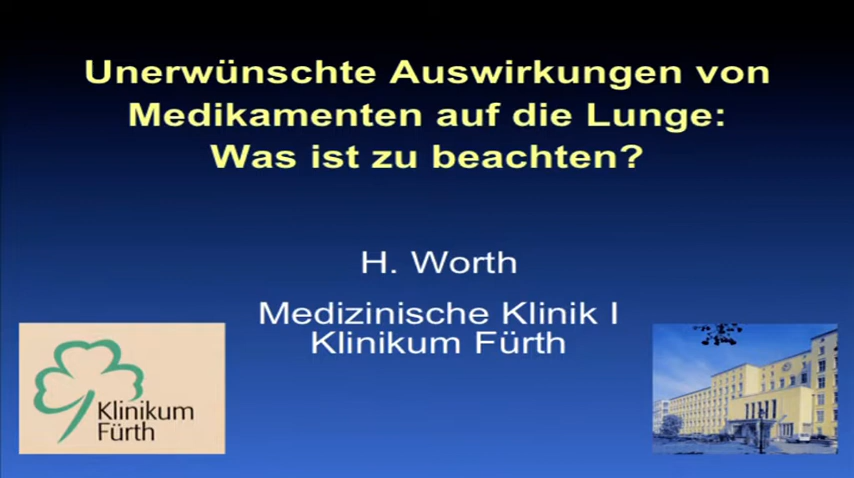 Unerwünschte Auswirkungen von
Medikamenten auf die Lunge:
Was ist zu beachten?
H. Worth
Medizinische Klinik I
Klinikum Fürth
Klinikum
Fürth